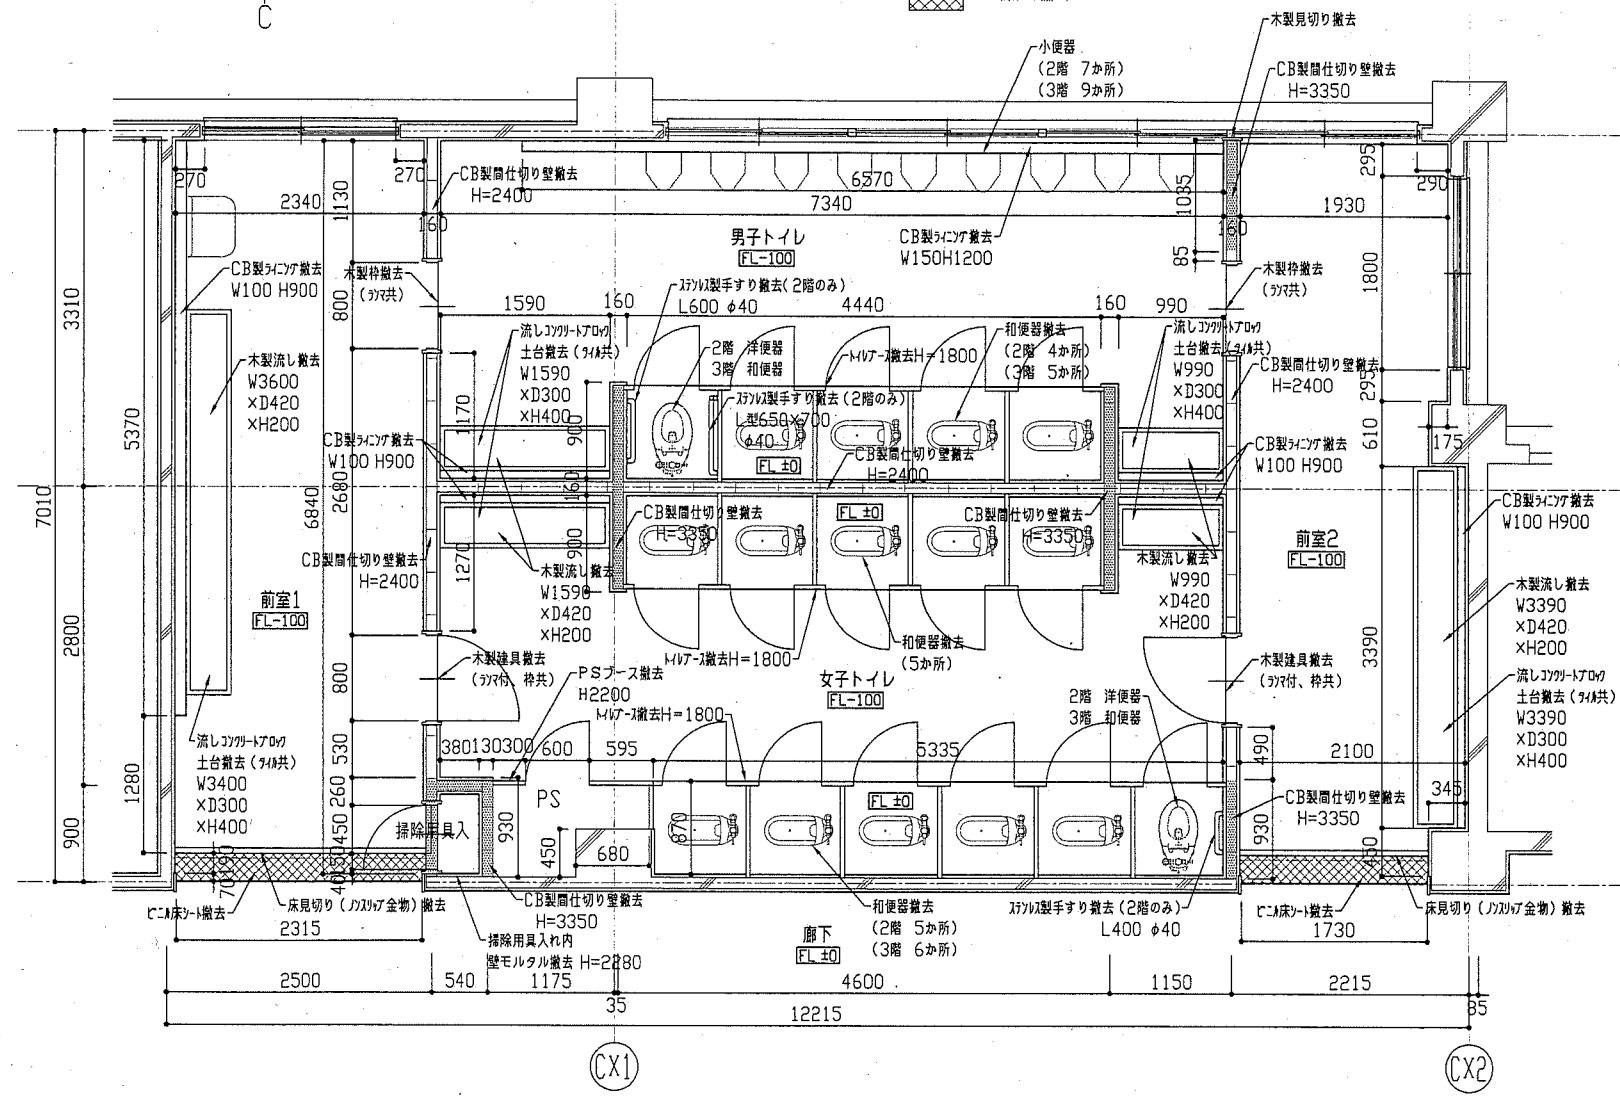 C
木製見切り撤去
小便器
(2階 7か所)
(3階 9か所)
CB製間仕切り壁撤去
H=3350
270
2340
270
1130
CB製間仕切り壁撤去
H=2400
160
6570
7340
1035
85
160
1930
295
290
男子トイレ
FL-100
CB製ライニング撤去
W150H1200
CB製ライニング撤去
W100 H900
木製枠撤去
(ランマ共)
800
ステンレス製手すり撤去(2階のみ)
L600 φ40
1590
160
4440
160
990
木製枠撤去
(ランマ共)
1800
3310
流しコンクリートブロック
土台撤去(タイル共)
W1590
×D300
×H400
2階 洋便器
3階 和便器
トイレブース撤去H=1800
和便器撤去
(2階 4か所)
(3階 5か所)
流しコンクリートブロック
土台撤去(タイル共)
W990
×D300
×H400
CB製間仕切り壁撤去
H=2400
295
木製流し撤去
W3600
×D420
×H200
1170
900
ステンレス製手すり撤去(2階のみ)
L型650×700
φ40
FL±0
5370
CB製ライニング撤去
W100 H900
CB製間仕切り壁撤去
H=2400
CB製ライニング撤去
W100 H900
610
175
7010
6840
2680
160
CB製間仕切り壁撤去
H=3350
FL±0
CB製間仕切り壁撤去
H=3350
CB製ライニング撤去
W100 H900
前室2
FL-100
CB製間仕切り壁撤去
H=2400
1270
900
木製流し撤去
W1590
×D420
×H200
木製流し撤去
W990
×D420
×H200
木製流し撤去
W3390
×D420
×H200
前室1
FL-100
2800
トイレブース撤去H=1800
和便器撤去
(5か所)
3390
800
木製建具撤去
(ランマ付、枠共)
PSブース撤去
H2200
女子トイレ
FL-100
木製建具撤去
(ランマ付、枠共)
流しコンクリートブロック
土台撤去(タイル共)
W3390
×D300
×H400
トイレブース撤去H=1800
2階 洋便器
3階 和便器
流しコンクリートブロック
土台撤去(タイル共)
W3400
×D300
×H400
530
380
130
300
600
595
5335
490
2100
1280
260
PS
FL±0
345
CB製間仕切り壁撤去
H=3350
900
掃除用具入
450
930
450
680
870
930
450
190
70
150
40
ビニル床シート撤去
床見切り(ノンスリップ金物)撤去
CB製間仕切り壁撤去
H=3350
和便器撤去
(2階 5か所)
(3階 6か所)
ステンレス製手すり撤去(2階のみ)
L400 φ40
ビニル床シート撤去
床見切り(ノンスリップ金物)撤去
2315
掃除用具入れ内
壁モルタル撤去 H=2280
廊下
FL±0
1730
2500
540
1175
35
4600
1150
2215
85
12215
CX1
CX2